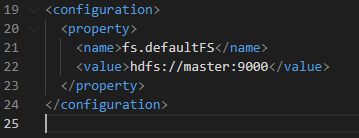 19 <configuration>
20 <property>
21 <name>fs.defaultFS</name>
22 <value>hdfs://master:9000</value>
23 </property>
24 </configuration>
25